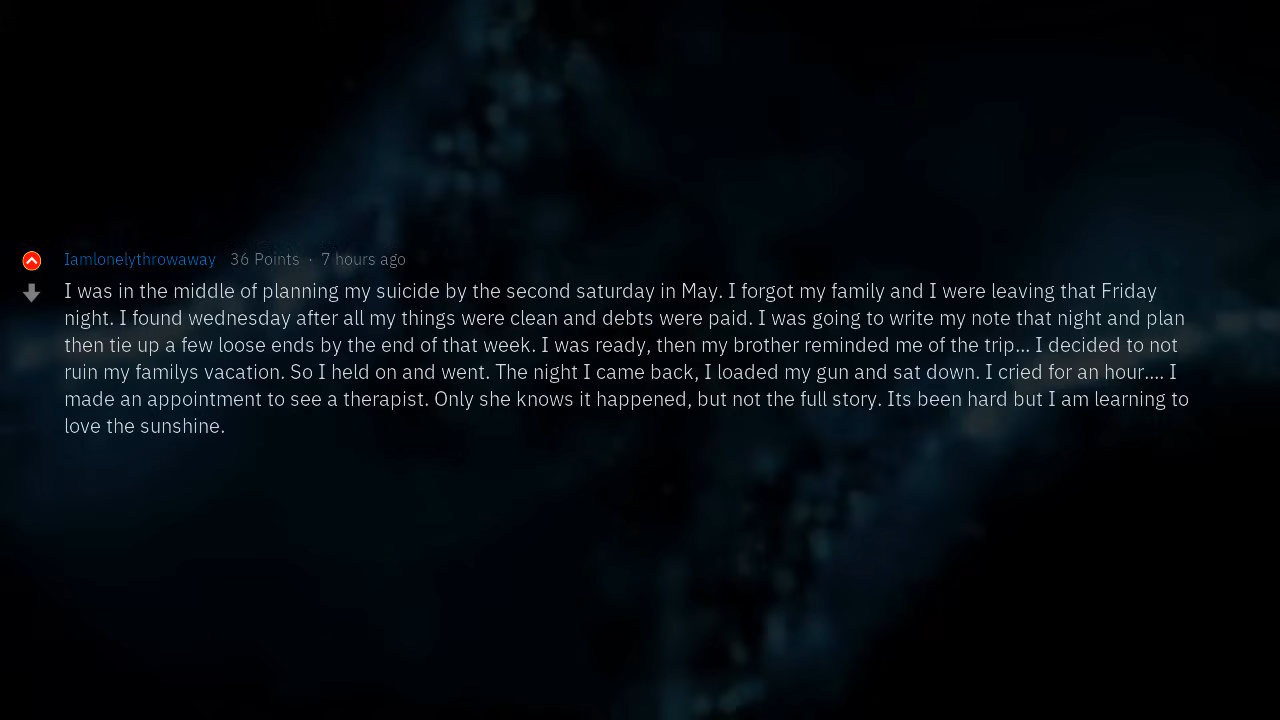 Iamlonelythrowaway 36 Points · 7 hours ago
I was in the middle of planning my suicide by the second saturday in May. I forgot my family and I were leaving that Friday
night. I found wednesday after all my things were clean and debts were paid. I was going to write my note that night and plan
then tie up a few loose ends by the end of that week. I was ready, then my brother reminded me of the trip... I decided to not
ruin my familys vacation. So I held on and went. The night I came back, I loaded my gun and sat down. I cried for an hour.... I
made an appointment to see a therapist. Only she knows it happened, but not the full story. Its been hard but I am learning to
love the sunshine.